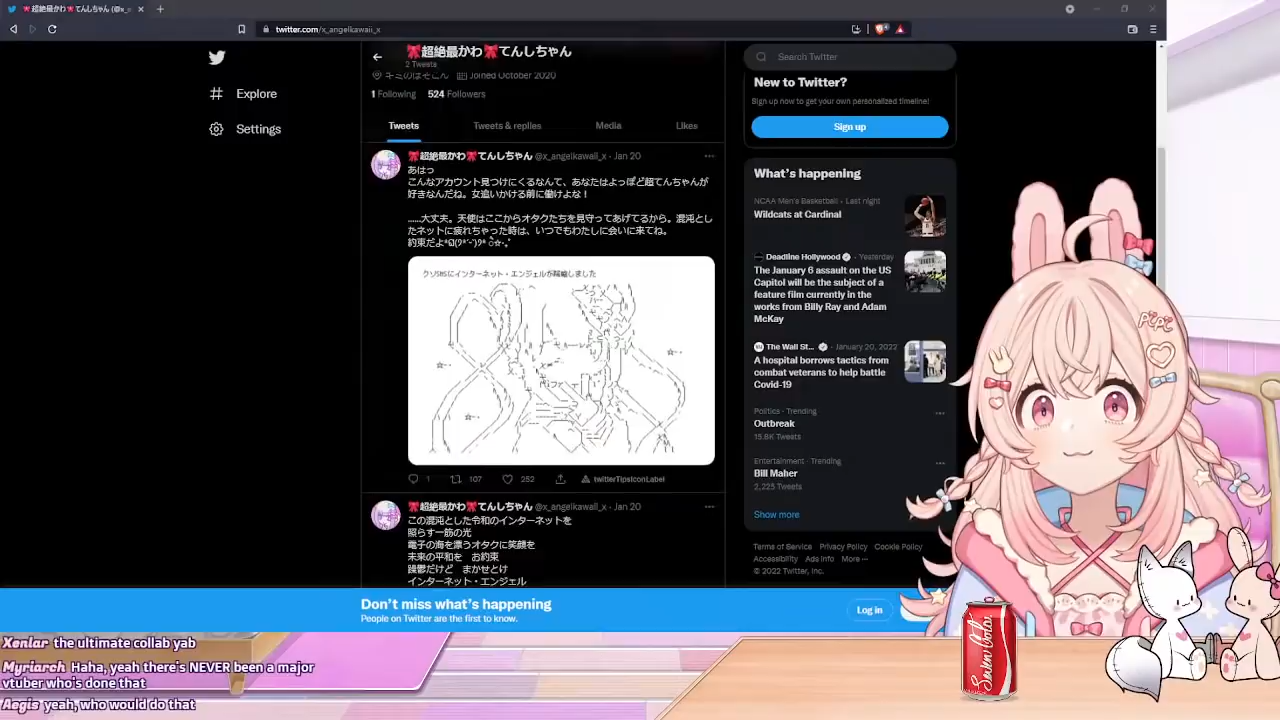 🎀超絶最かわ🎀てんしちゃん (@x_
twitter.com/x_angelkawaii_x
Explore
Settings
🎀超絶最かわ🎀てんしちゃん
2 Tweets
キミのぱそこん Joined October 2020
1 Following 524 Followers
Tweets Tweets & replies Media Likes
🎀超絶最かわ🎀てんしちゃん @x_angelkawaii_x · Jan 20
あはっ
こんなアカウント見つけにくるなんて、あなたはよっぽど超てんちゃんが
好きなんだね。女追いかける前に働けよな！
......大丈夫。天使はここからオタクたちを見守ってあげてるから。混沌とし
たネットに疲れちゃった時は、いつでもわたしに会いに来てね。
約束だよ
クソSNSにインターネット・エンジェルが降臨しました
1 107 252 twitterTipsIconLabel
🎀超絶最かわ🎀てんしちゃん @x_angelkawaii_x · Jan 20
この混沌とした令和のインターネットを
照らす一筋の光
電子の海を漂うオタクに笑顔を
未来の平和を お約束
躁鬱だけど まかせとけ
インターネット・エンジェル
Search Twitter
New to Twitter?
Sign up now to get your own personalized timeline!
Sign up
What's happening
NCAA Men's Basketball · Last night
Wildcats at Cardinal
Deadline Hollywood · Yesterday
The January 6 assault on the US
Capitol will be the subject of a
feature film currently in the
works from Billy Ray and Adam
McKay
The Wall St... · January 20, 2022
A hospital borrows tactics from
combat veterans to help battle
Covid-19
Politics · Trending
Outbreak
15.8K Tweets
Entertainment · Trending
Bill Maher
2,225 Tweets
Show more
Terms of Service Privacy Policy Cookie Policy
Accessibility Ads info More ···
© 2022 Twitter, Inc.
Don't miss what's happening
People on Twitter are the first to know.
Log in
Xonlar the ultimate collab yab
Myriarch Haha, yeah there's NEVER been a major
vtuber who's done that
Aegis yeah, who would do that
PiPi